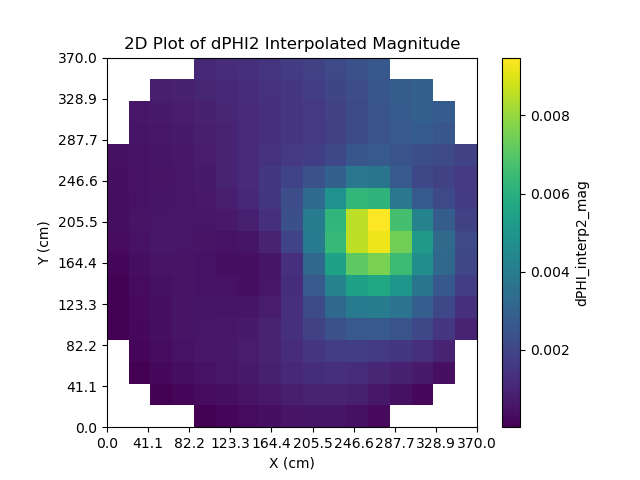 2D Plot of dPHI2 Interpolated Magnitude
370.0
328.9
287.7
246.6
205.5
164.4
123.3
82.2
41.1
0.0
Y (cm)
0.0 41.1 82.2 123.3 164.4 205.5 246.6 287.7 328.9 370.0
X (cm)
0.008
0.006
0.004
0.002
dPHI_interp2_mag